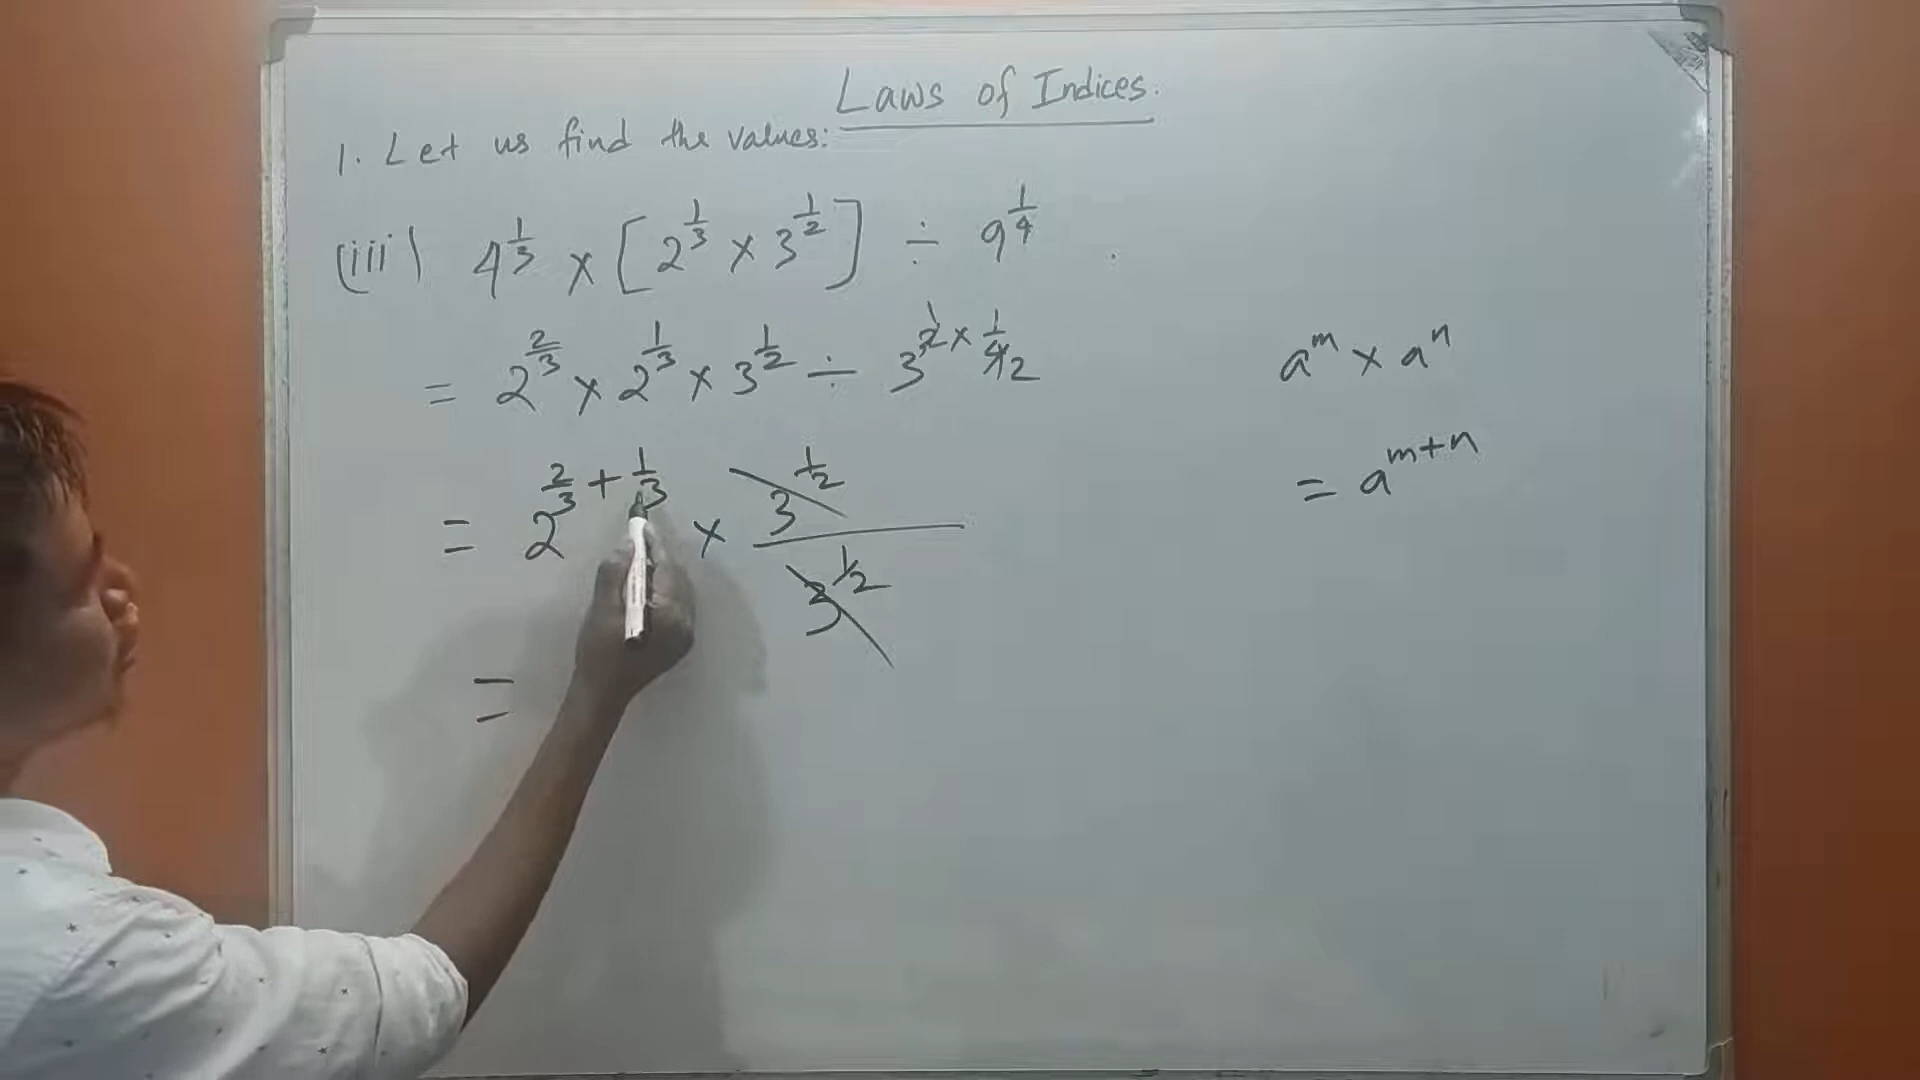 Laws of Indices.
1. Let us find the values:
(iii) 4^(1/3) × [2^(1/3) × 3^(1/2)] ÷ 9^(1/4)
= 2^(2/3) × 2^(1/3) × 3^(1/2) ÷ 3^(2 1 × 1/4 2)
a^m × a^n
= a^(m+n)
= 2^(2/3 + 1/3) × 3^(1/2) / 3^(1/2)
=